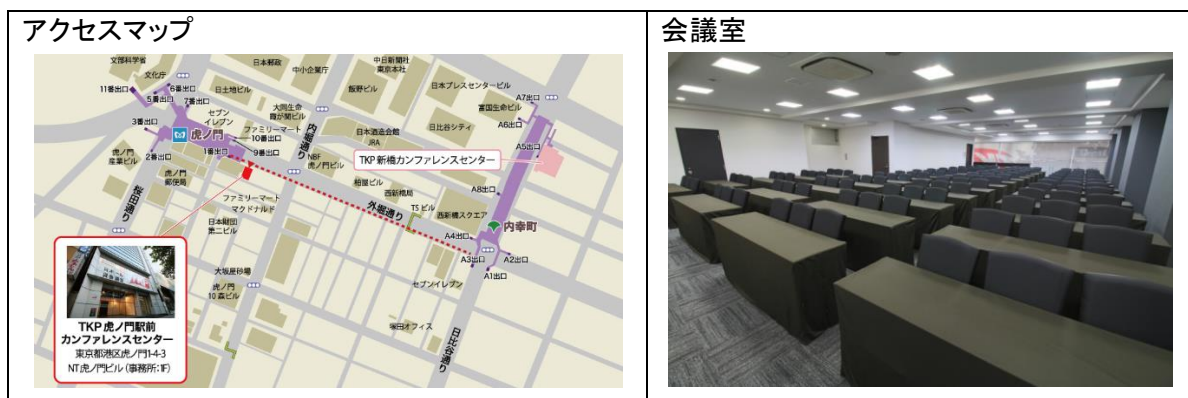 アクセスマップ
会議室
文部科学省
文化庁
11番出口
6番出口
5番出口
7番出口
3番出口
2番出口
1番出口
虎ノ門
虎ノ門
産業ビル
虎ノ門
郵便局
桜田通り
日本郵政
中小企業庁
日土地ビル
セブン
イレブン
大同生命
霞が関ビル
ファミリーマート
10番出口
9番出口
内堀通り
NBF
虎ノ門ビル
飯野ビル
中日新聞社
東京本社
日本プレスセンタービル
富国生命ビル
日比谷シティ
日本酒造会館
JRA
A7出口
A6出口
A5出口
TKP新橋カンファレンスセンター
柏屋ビル
西新橋局
外堀通り
TSビル
A8出口
西新橋スクエア
内幸町
A4出口
A3出口
A2出口
A1出口
ファミリーマート
マクドナルド
日本財団
第二ビル
大坂屋砂場
虎ノ門
10森ビル
セブンイレブン
塚田オフィス
日比谷通り
TKP虎ノ門駅前
カンファレンスセンター
東京都港区虎ノ門1-4-3
NT虎ノ門ビル(事務所:1F)